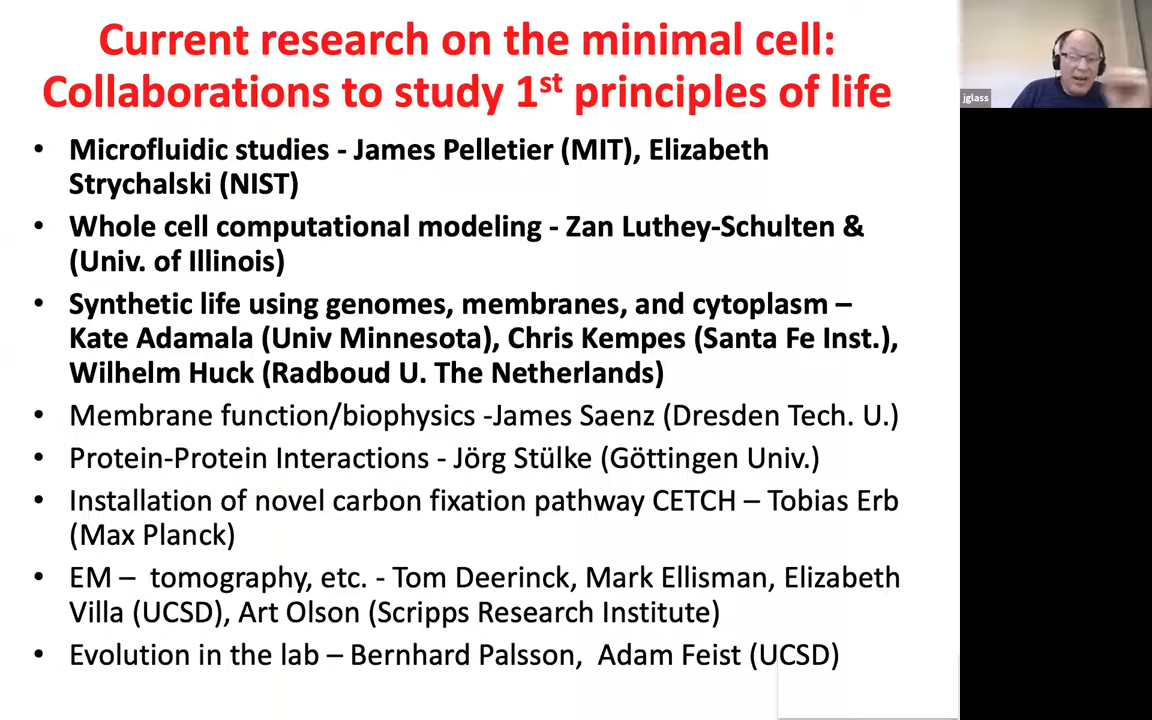 Current research on the minimal cell:
Collaborations to study 1st principles of life
• Microfluidic studies - James Pelletier (MIT), Elizabeth
Strychalski (NIST)
• Whole cell computational modeling - Zan Luthey-Schulten &
(Univ. of Illinois)
• Synthetic life using genomes, membranes, and cytoplasm –
Kate Adamala (Univ Minnesota), Chris Kempes (Santa Fe Inst.),
Wilhelm Huck (Radboud U. The Netherlands)
• Membrane function/biophysics -James Saenz (Dresden Tech. U.)
• Protein-Protein Interactions - Jörg Stülke (Göttingen Univ.)
• Installation of novel carbon fixation pathway CETCH – Tobias Erb
(Max Planck)
• EM – tomography, etc. - Tom Deerinck, Mark Ellisman, Elizabeth
Villa (UCSD), Art Olson (Scripps Research Institute)
• Evolution in the lab – Bernhard Palsson, Adam Feist (UCSD)
jglass